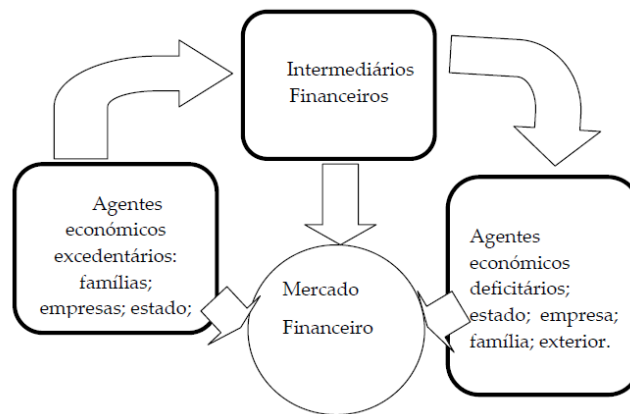 Intermediários
Financeiros
Agentes
económicos
excedentários:
famílias;
empresas; estado;
Mercado
Financeiro
Agentes
económicos
deficitários;
estado; empresa;
família; exterior.